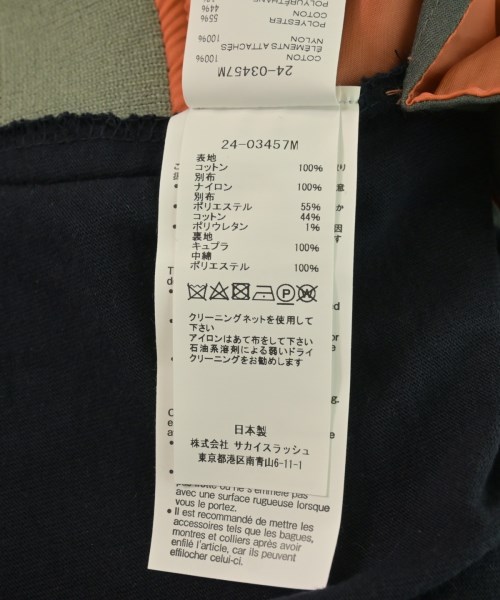 POLYURÉTHANE
COTON 44%
POLYESTER 55%
COTON
NYLON 100%
ÉLÉMENTS ATTACHÉS
COTON 100%
24-03457M
24-03457M
表地
コットン 100%
別布
ナイロン 100%
別布
ポリエステル 55%
コットン 44%
ポリウレタン 1%
裏地
キュプラ 100%
中綿
ポリエステル 100%
クリーニングネットを使用して
下さい
アイロンはあて布をして下さい
石油系溶剤による弱いドライ
クリーニングをお勧めします
日本製
株式会社 サカイスラッシュ
東京都港区南青山6-11-1
avec une surface rugueuse lorsque
vous le portez.
• Il est recommandé de mettre les
accessoires tels que les bagues,
montres et colliers après avoir
enfilé l'article, car ils peuvent
effilocher celui-ci.